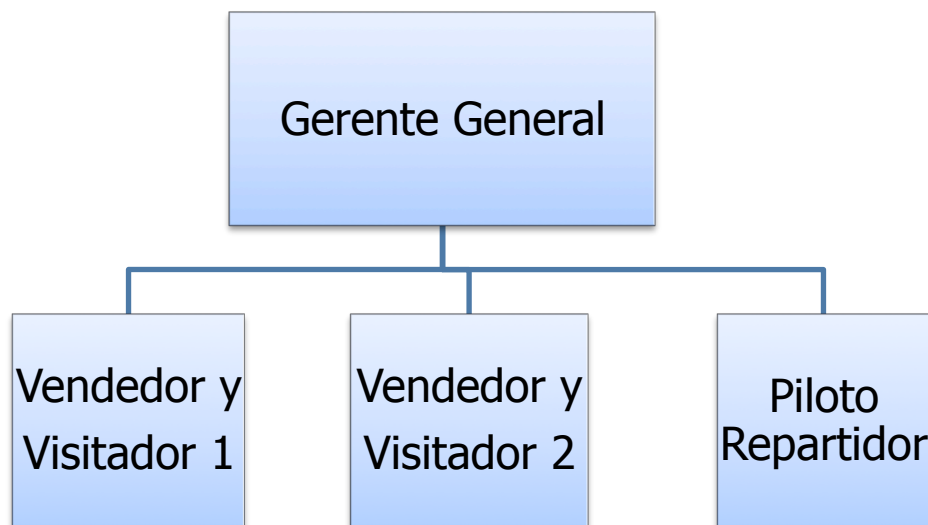 Gerente General
Vendedor y
Visitador 1
Vendedor y
Visitador 2
Piloto
Repartidor